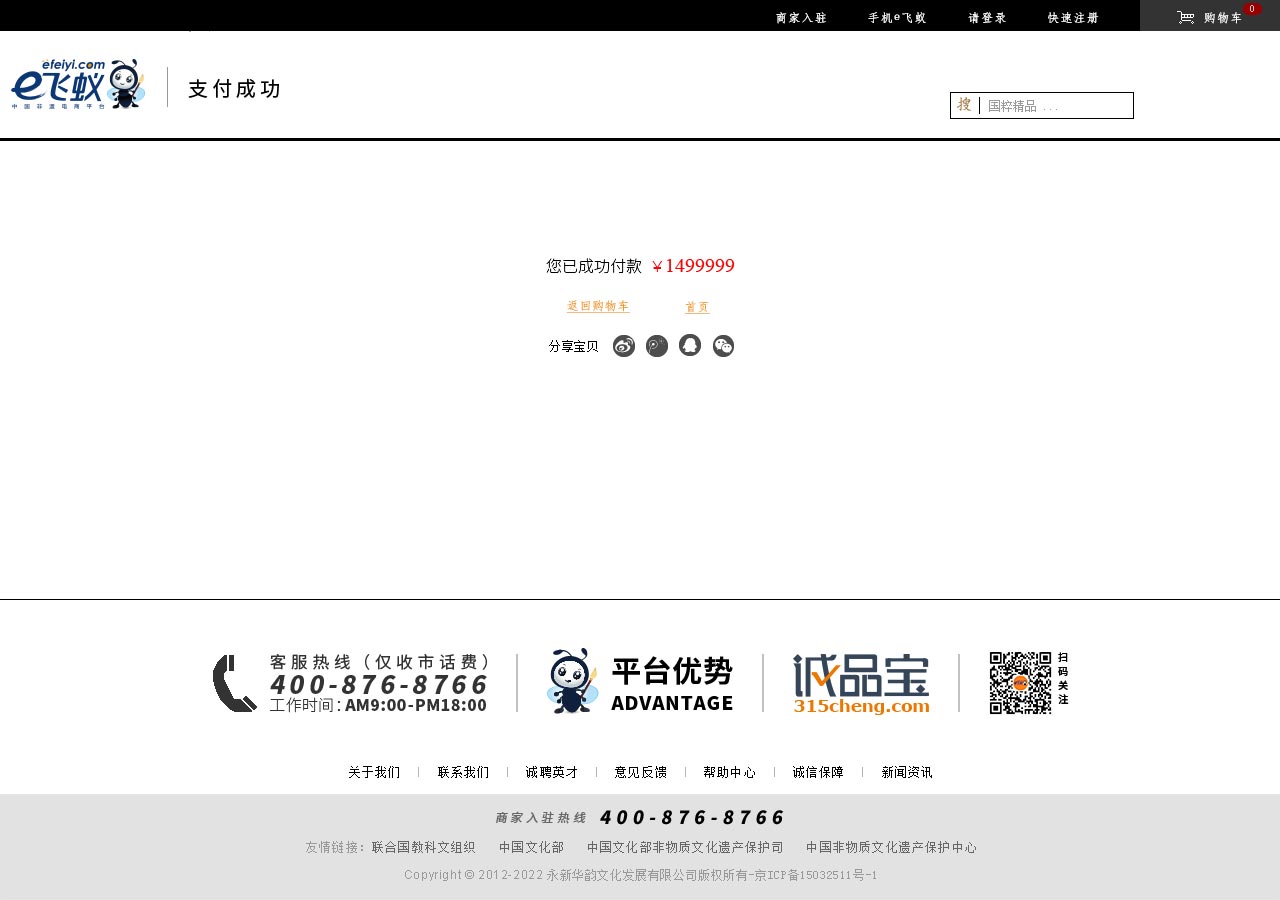 商家入驻 手机e飞蚁 请登录 快速注册 购物车 0
efeiyi.com
e飞蚁
中国非遗电商平台
支付成功
搜 国粹精品 ...
您已成功付款 ￥1499999
返回购物车 首页
分享宝贝
客服热线（仅收市话费）
400-876-8766
工作时间：AM9:00-PM18:00
平台优势
ADVANTAGE
诚品宝
315cheng.com
扫码关注
关于我们 联系我们 诚聘英才 意见反馈 帮助中心 诚信保障 新闻资讯
商家入驻热线 400-876-8766
友情链接：联合国教科文组织 中国文化部 中国文化部非物质文化遗产保护司 中国非物质文化遗产保护中心
Copyright © 2012-2022 永新华韵文化发展有限公司版权所有-京ICP备15032511号-1